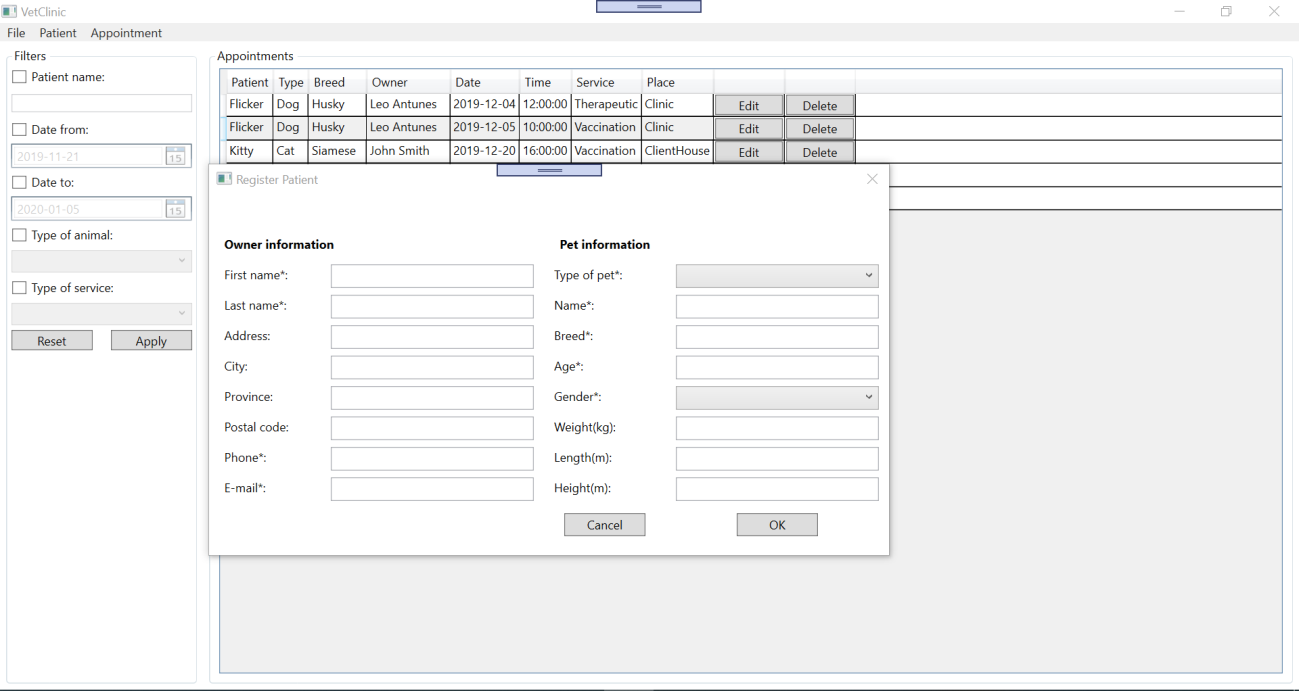 VetClinic
File Patient Appointment
Filters
Patient name:
Date from:
2019-11-21 15
Date to:
2020-01-05 15
Type of animal:
Type of service:
Reset Apply
Appointments
Patient Type Breed Owner Date Time Service Place
Flicker Dog Husky Leo Antunes 2019-12-04 12:00:00 Therapeutic Clinic Edit Delete
Flicker Dog Husky Leo Antunes 2019-12-05 10:00:00 Vaccination Clinic Edit Delete
Kitty Cat Siamese John Smith 2019-12-20 16:00:00 Vaccination ClientHouse Edit Delete
Register Patient
Owner information
First name*:
Last name*:
Address:
City:
Province:
Postal code:
Phone*:
E-mail*:
Pet information
Type of pet*:
Name*:
Breed*:
Age*:
Gender*:
Weight(kg):
Length(m):
Height(m):
Cancel OK